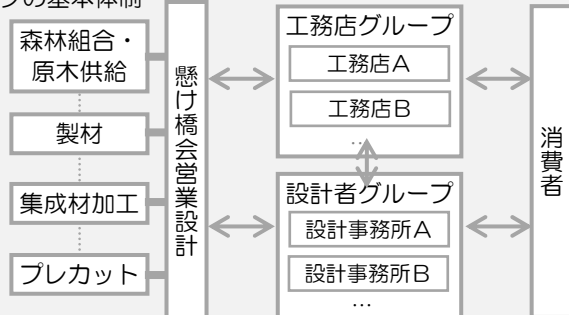 プの基本体制
森林組合・
原木供給
製材
集成材加工
プレカット
懸け橋会営業設計
工務店グループ
工務店A
工務店B
…
設計者グループ
設計事務所A
設計事務所B
…
消費者